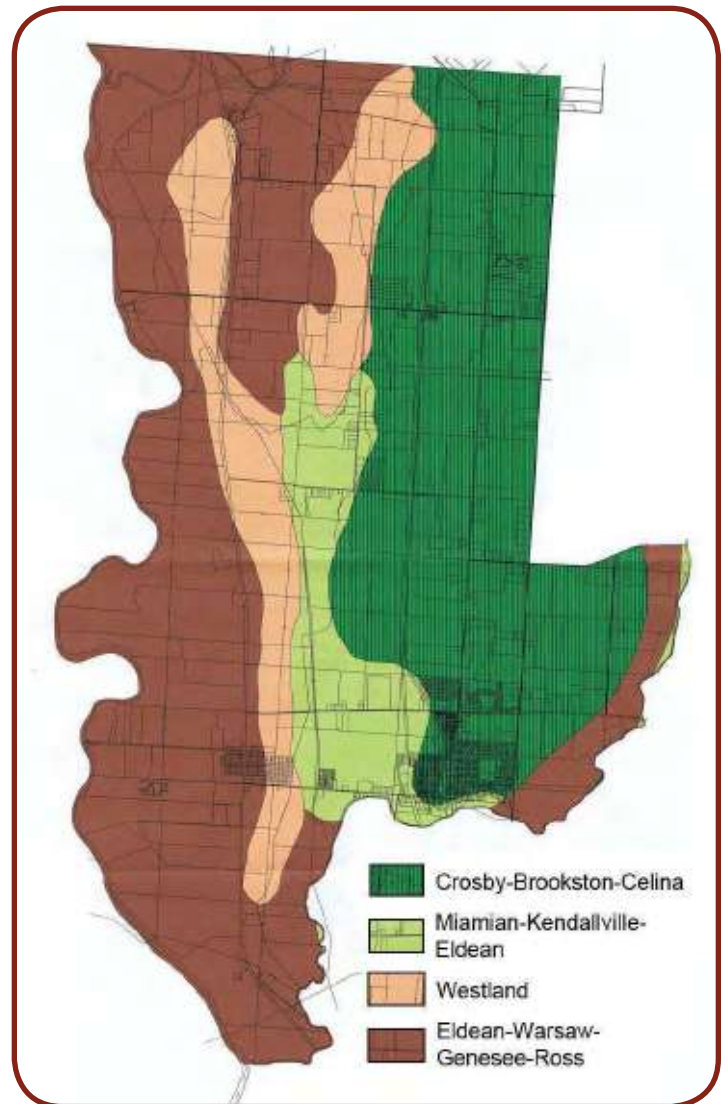 Crosby-Brookston-Celina
Miamian-Kendallville-
Eldean
Westland
Eldean-Warsaw-
Genesee-Ross